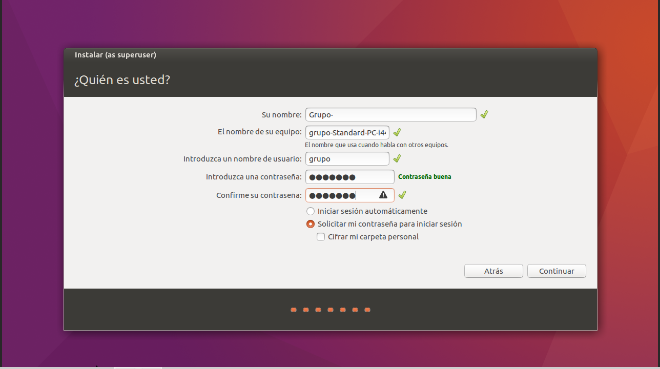 Instalar (as superuser)
¿Quién es usted?
Su nombre: Grupo-
El nombre de su equipo: grupo-Standard-PC-i4
El nombre que usa cuando habla con otros equipos.
Introduzca un nombre de usuario: grupo
Introduzca una contraseña: ●●●●●●● Contraseña buena
Confirme su contrasena: ●●●●●●●
Iniciar sesión automáticamente
Solicitar mi contraseña para iniciar sesión
Cifrar mi carpeta personal
Atrás Continuar